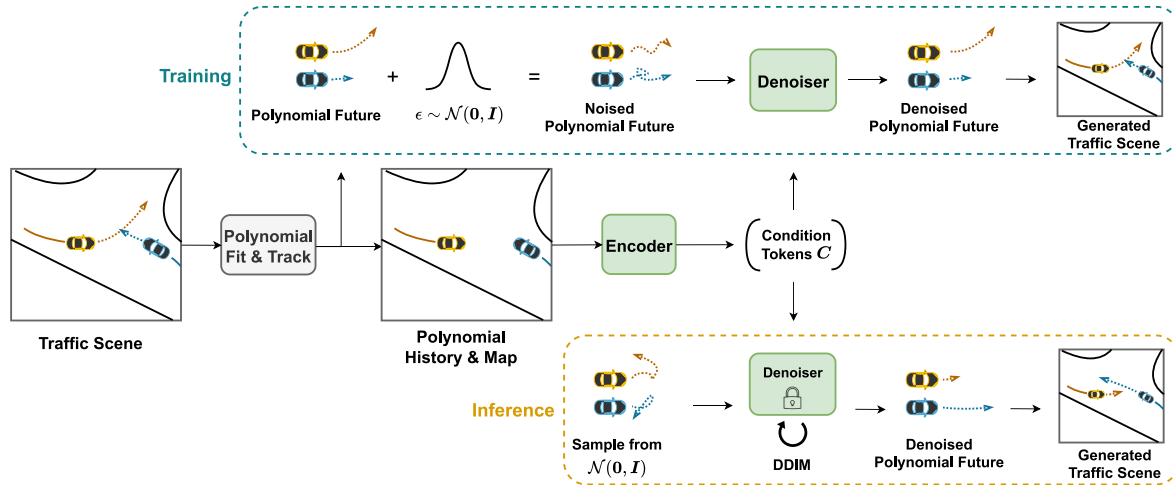 Training
Polynomial Future
+
ϵ ∼ 𝒩(0, I)
=
Noised
Polynomial Future
Denoiser
Denoised
Polynomial Future
Generated
Traffic Scene
Traffic Scene
Polynomial
Fit & Track
Polynomial
History & Map
Encoder
Condition
Tokens C
Inference
Sample from
𝒩(0, I)
Denoiser
DDIM
Denoised
Polynomial Future
Generated
Traffic Scene